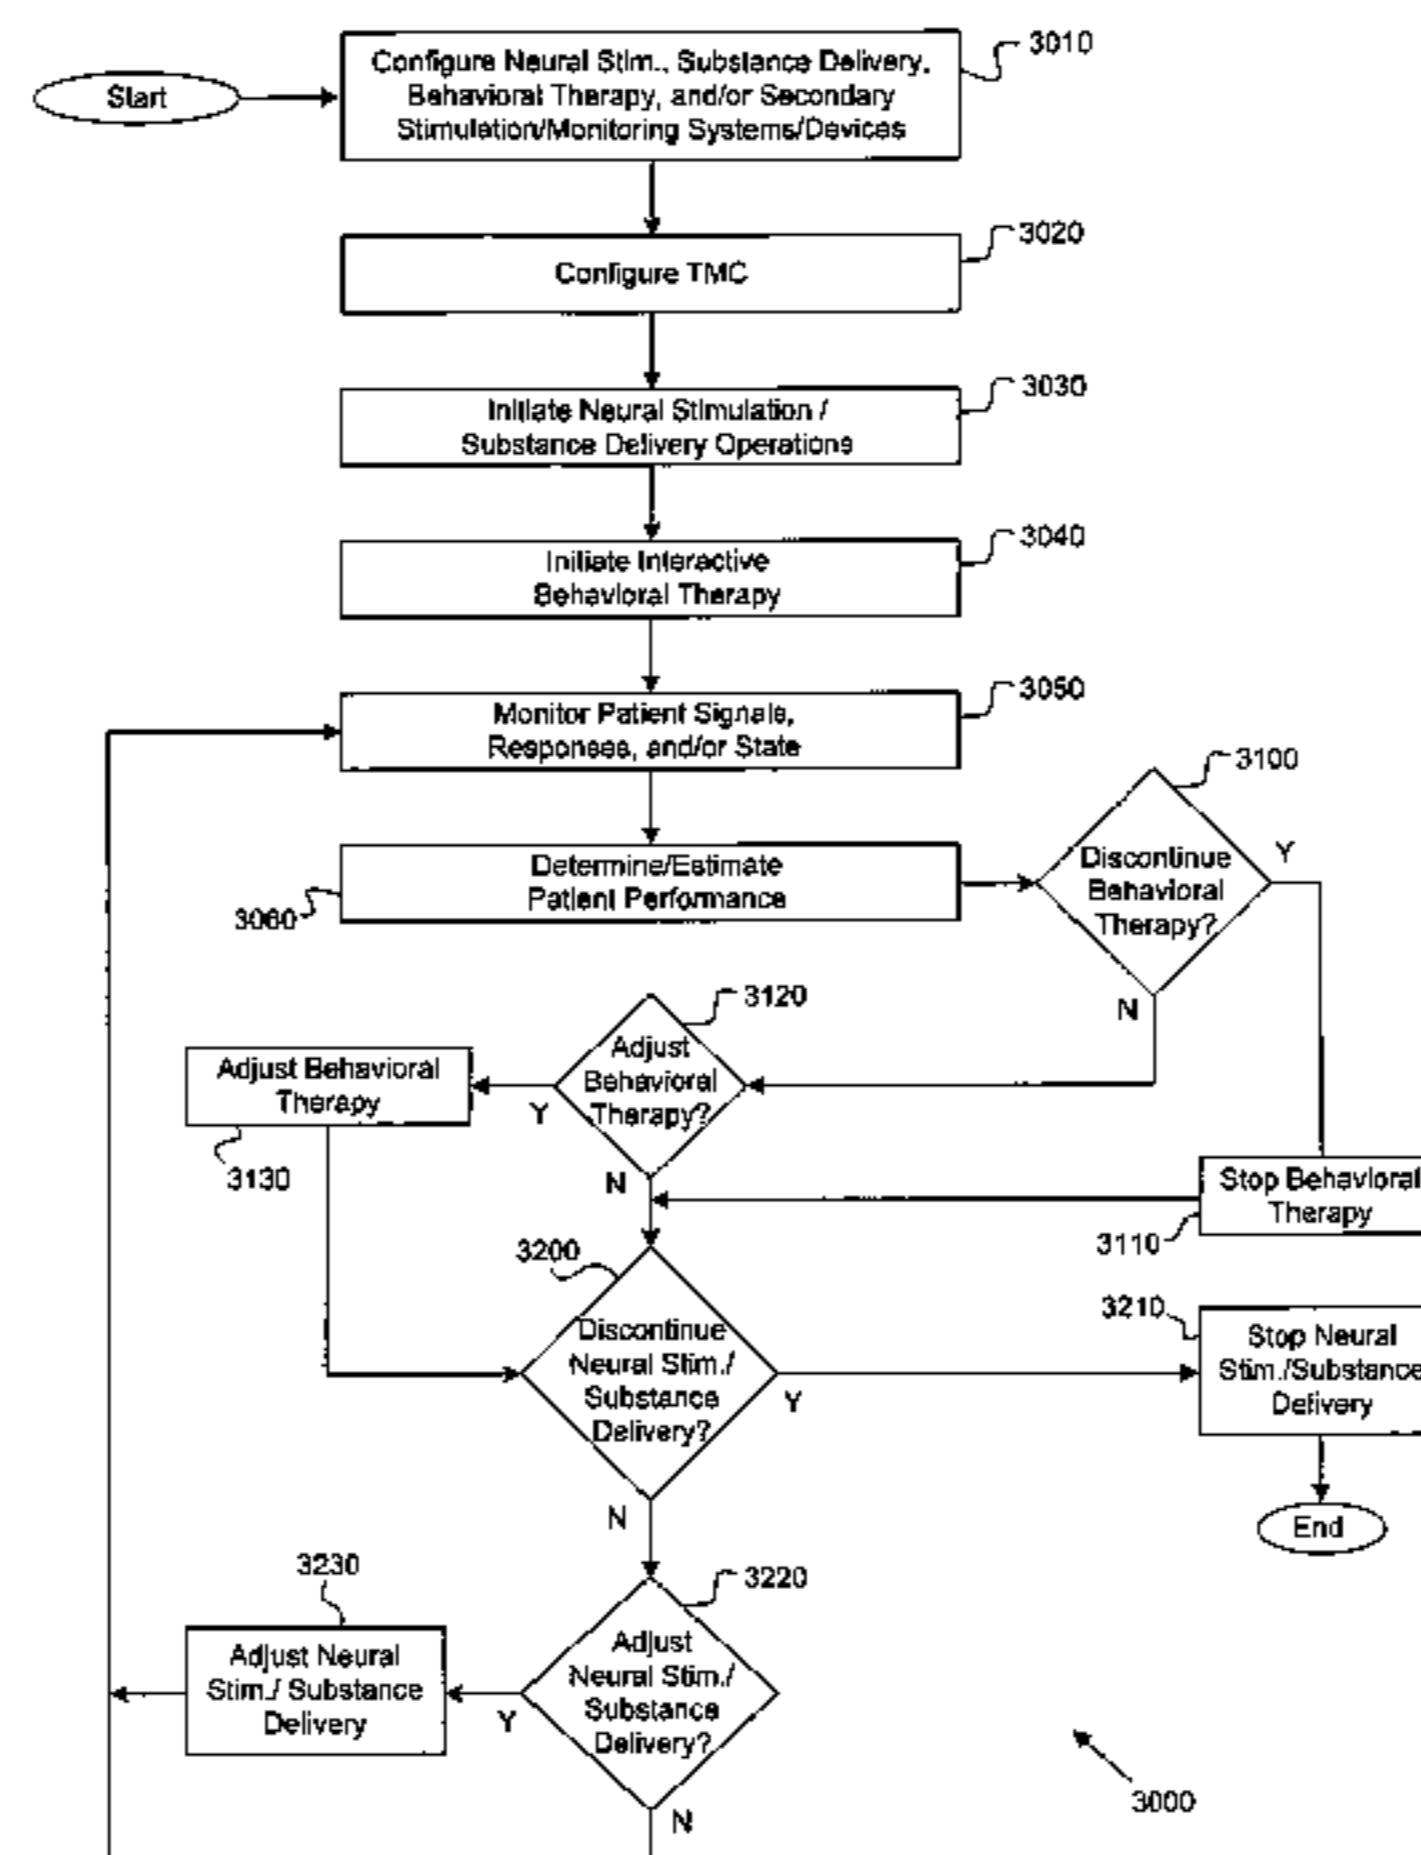 Start
Configure Neural Stim., Substance Delivery,
Behavioral Therapy, and/or Secondary
Stimulation/Monitoring Systems/Devices
3010
Configure TMC
3020
Initiate Neural Stimulation /
Substance Delivery Operations
3030
Initiate Interactive
Behavioral Therapy
3040
Monitor Patient Signals,
Responses, and/or State
3050
Determine/Estimate
Patient Performance
3060
3100
Discontinue
Behavioral
Therapy?
Y
N
3120
Adjust
Behavioral
Therapy?
Y
N
Adjust Behavioral
Therapy
3130
Stop Behavioral
Therapy
3110
3200
Discontinue
Neural Stim./
Substance
Delivery?
Y
N
3210
Stop Neural
Stim./Substance
Delivery
End
3220
Adjust
Neural Stim./
Substance
Delivery?
Y
N
3230
Adjust Neural
Stim./ Substance
Delivery
3000